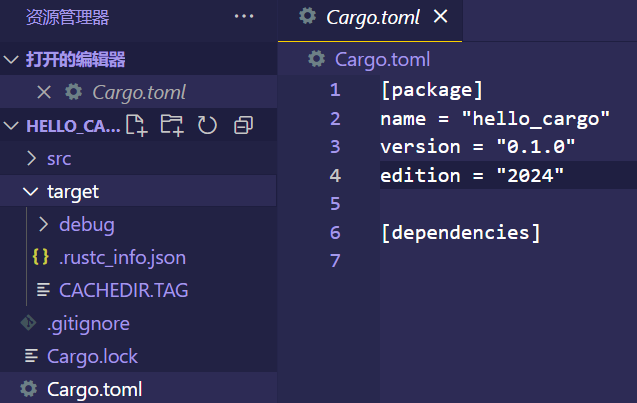 资源管理器
打开的编辑器
Cargo.toml
HELLO_CA...
src
target
debug
.rustc_info.json
CACHEDIR.TAG
.gitignore
Cargo.lock
Cargo.toml
Cargo.toml
Cargo.toml
1 [package]
2 name = "hello_cargo"
3 version = "0.1.0"
4 edition = "2024"
5
6 [dependencies]
7